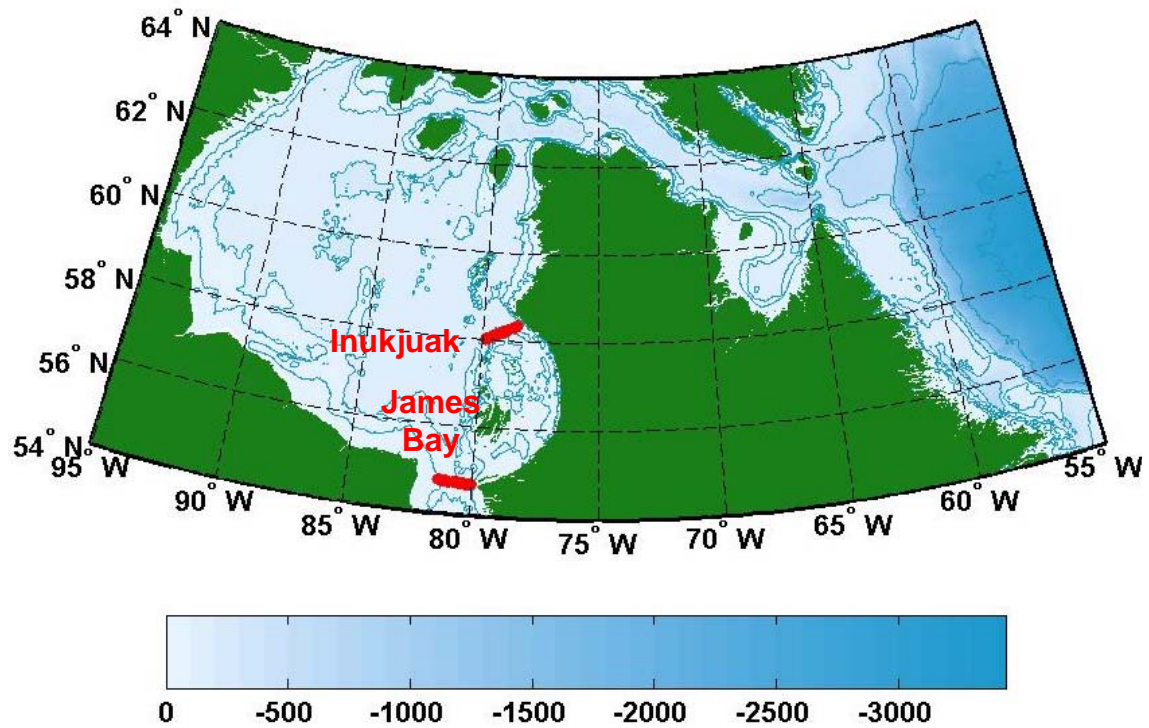 64° N
62° N
60° N
58° N
56° N
54° N
95° W
90° W
85° W
80° W
75° W
70° W
65° W
60° W
55° W
Inukjuak
James
Bay
0 -500 -1000 -1500 -2000 -2500 -3000